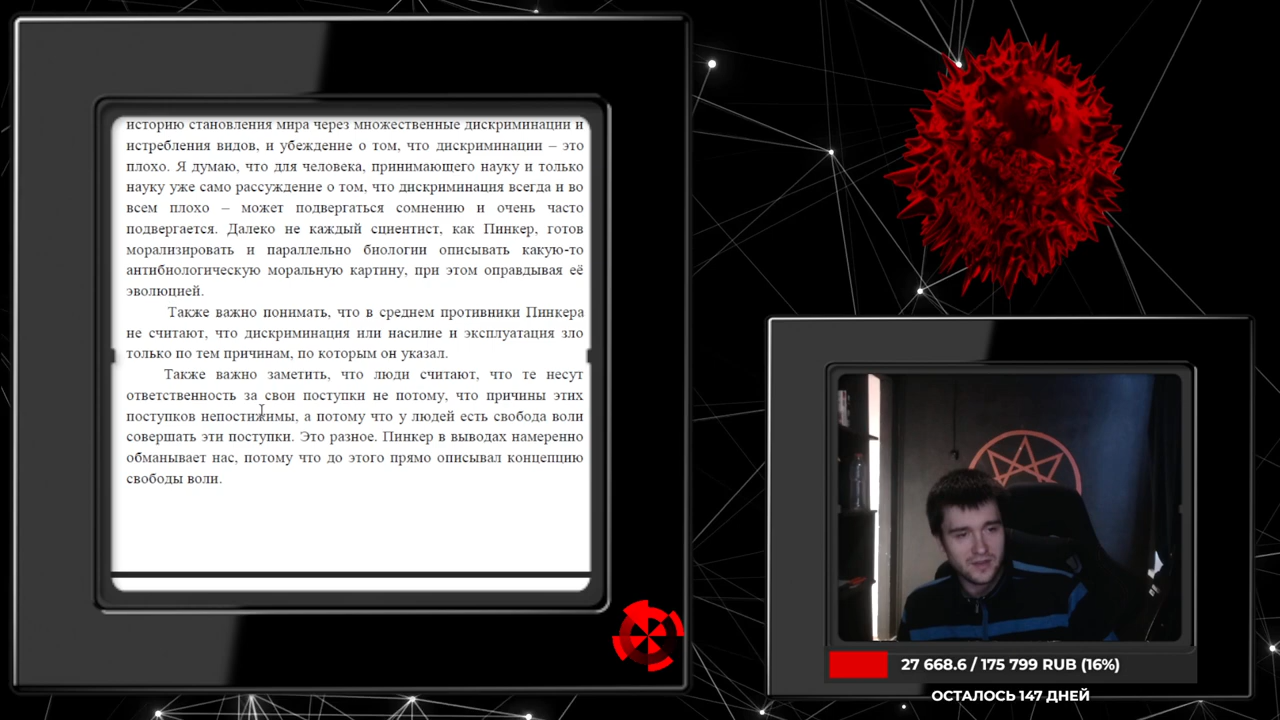 историю становления мира через множественные дискриминации и
истребления видов, и убеждение о том, что дискриминации – это
плохо. Я думаю, что для человека, принимающего науку и только
науку уже само рассуждение о том, что дискриминация всегда и во
всем плохо – может подвергаться сомнению и очень часто
подвергается. Далеко не каждый сциентист, как Пинкер, готов
морализировать и параллельно биологии описывать какую-то
антибиологическую моральную картину, при этом оправдывая её
эволюцией.
Также важно понимать, что в среднем противники Пинкера
не считают, что дискриминация или насилие и эксплуатация зло
только по тем причинам, по которым он указал.
Также важно заметить, что люди считают, что те несут
ответственность за свои поступки не потому, что причины этих
поступков непостижимы, а потому что у людей есть свобода воли
совершать эти поступки. Это разное. Пинкер в выводах намеренно
обманывает нас, потому что до этого прямо описывал концепцию
свободы воли.
27 668.6 / 175 799 RUB (16%)
ОСТАЛОСЬ 147 ДНЕЙ